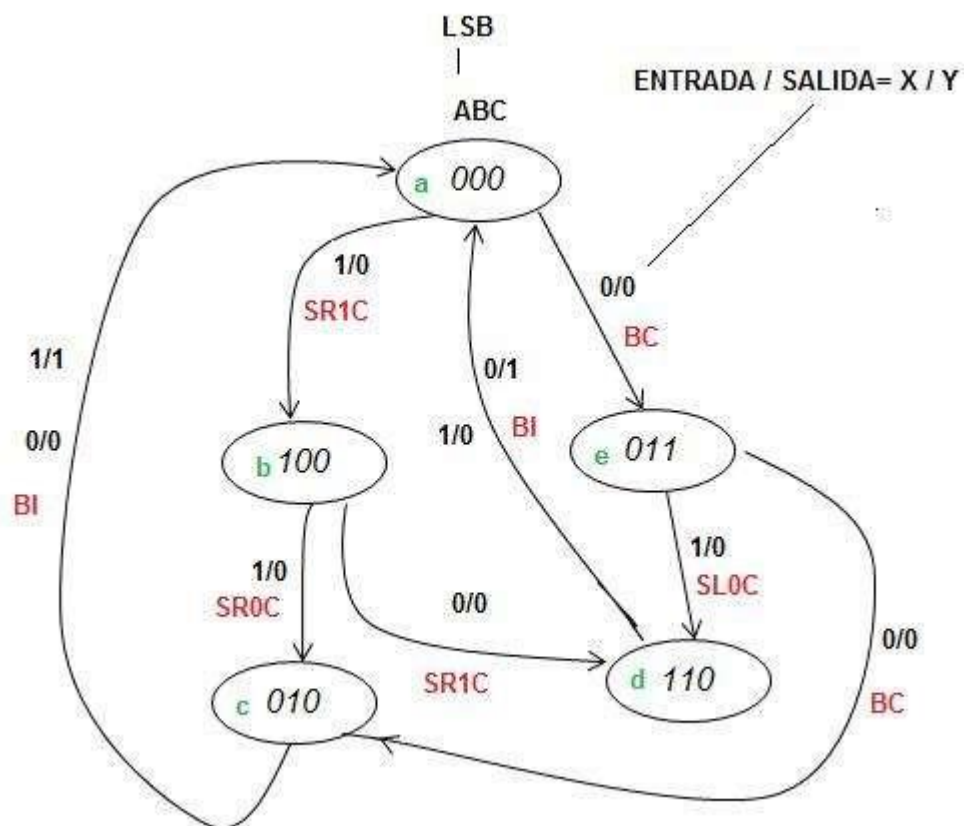 LSB
ENTRADA / SALIDA= X / Y
ABC
a 000
1/0
SR1C
0/0
BC
1/1
0/0
BI
0/1
1/0
BI
b 100
e 011
1/0
SR0C
0/0
SR1C
1/0
SL0C
0/0
BC
c 010
d 110